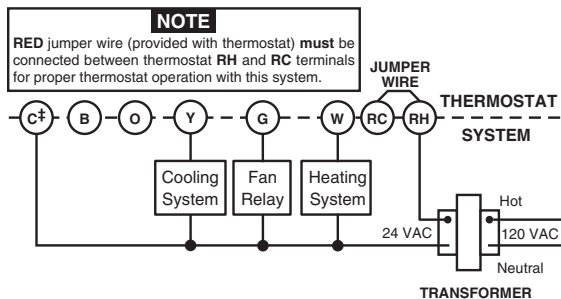 NOTE
RED jumper wire (provided with thermostat) must be
connected between thermostat RH and RC terminals
for proper thermostat operation with this system.
JUMPER
WIRE
C‡ B O Y G W RC RH
THERMOSTAT
SYSTEM
Cooling
System
Fan
Relay
Heating
System
Hot
24 VAC
120 VAC
Neutral
TRANSFORMER